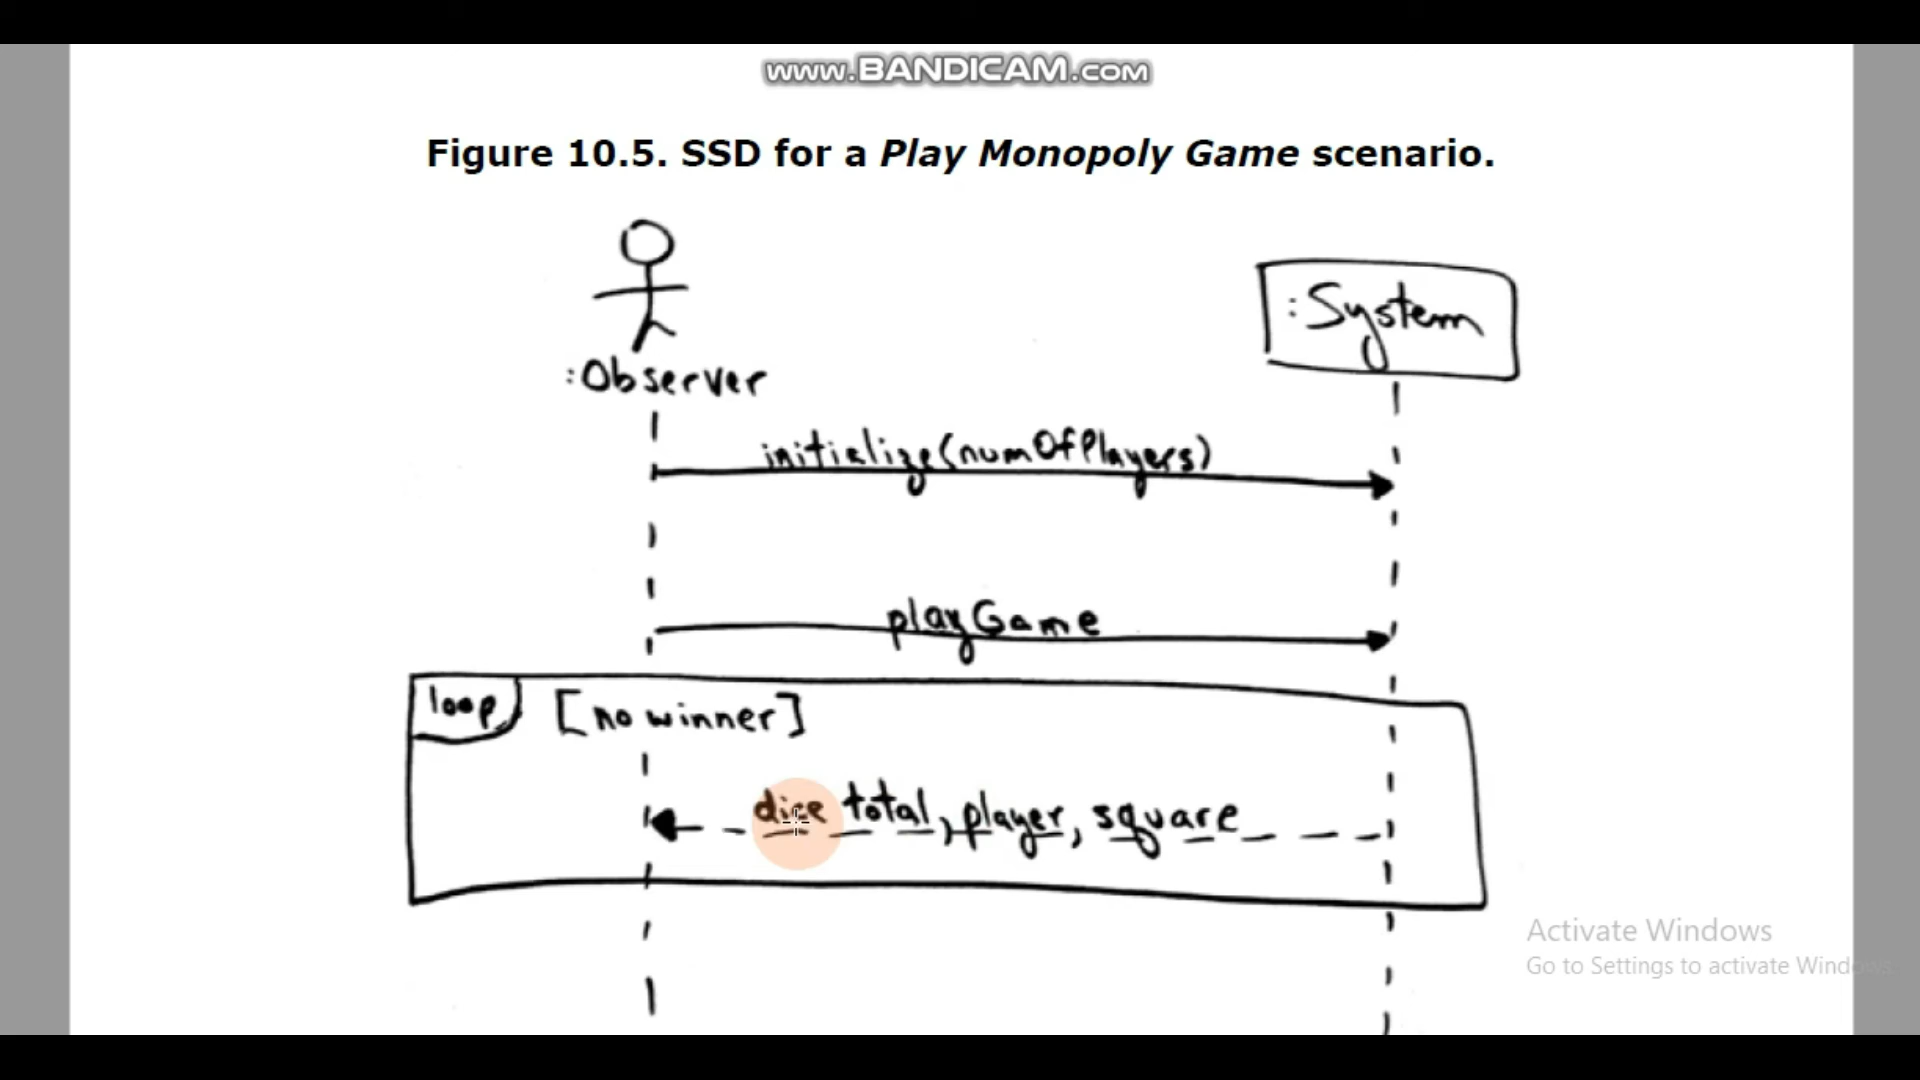 www.BANDICAM.com
Figure 10.5. SSD for a Play Monopoly Game scenario.
:System
:Observer
initialize(numOfPlayers)
playGame
loop [no winner]
dice total, player, square
Activate Windows
Go to Settings to activate Windows